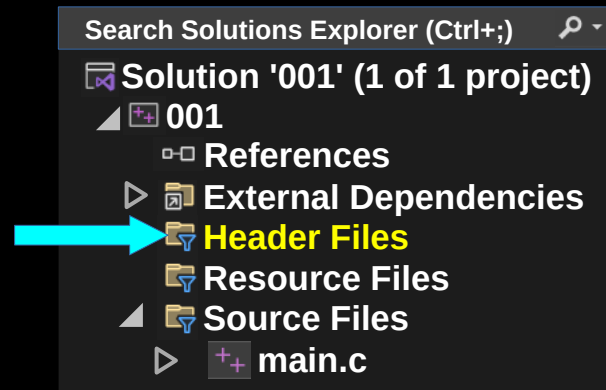 Search Solutions Explorer (Ctrl+;)
Solution '001' (1 of 1 project)
001
References
External Dependencies
Header Files
Resource Files
Source Files
main.c